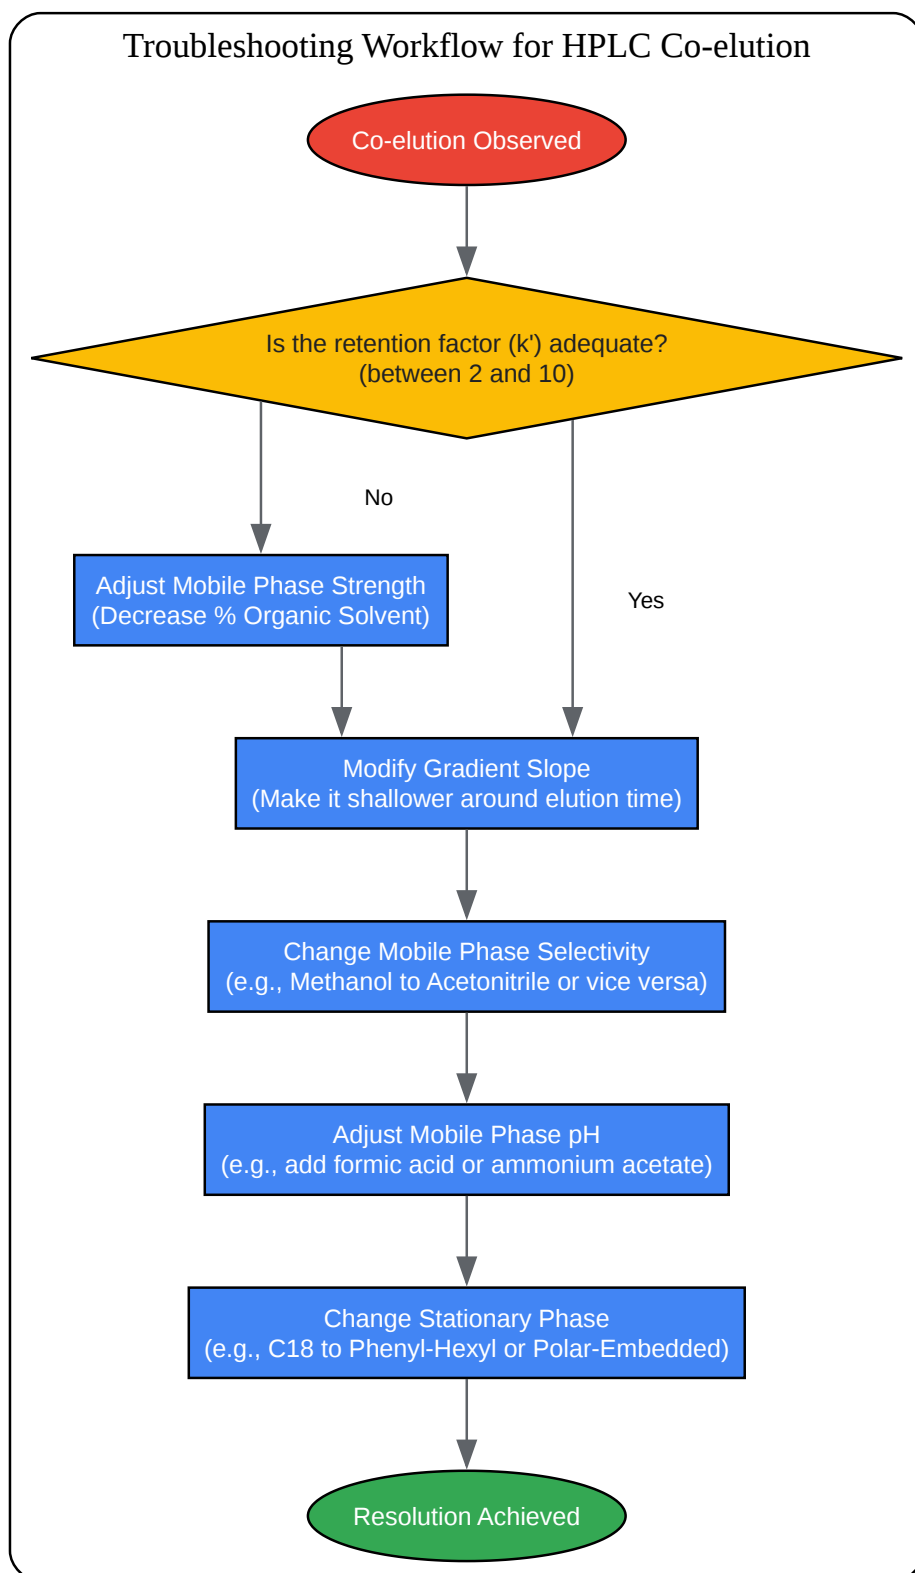 Troubleshooting Workflow for HPLC Co-elution
Co-elution Observed
Is the retention factor (k') adequate?
(between 2 and 10)
No
Adjust Mobile Phase Strength
(Decrease % Organic Solvent)
Yes
Modify Gradient Slope
(Make it shallower around elution time)
Change Mobile Phase Selectivity
(e.g., Methanol to Acetonitrile or vice versa)
Adjust Mobile Phase pH
(e.g., add formic acid or ammonium acetate)
Change Stationary Phase
(e.g., C18 to Phenyl-Hexyl or Polar-Embedded)
Resolution Achieved